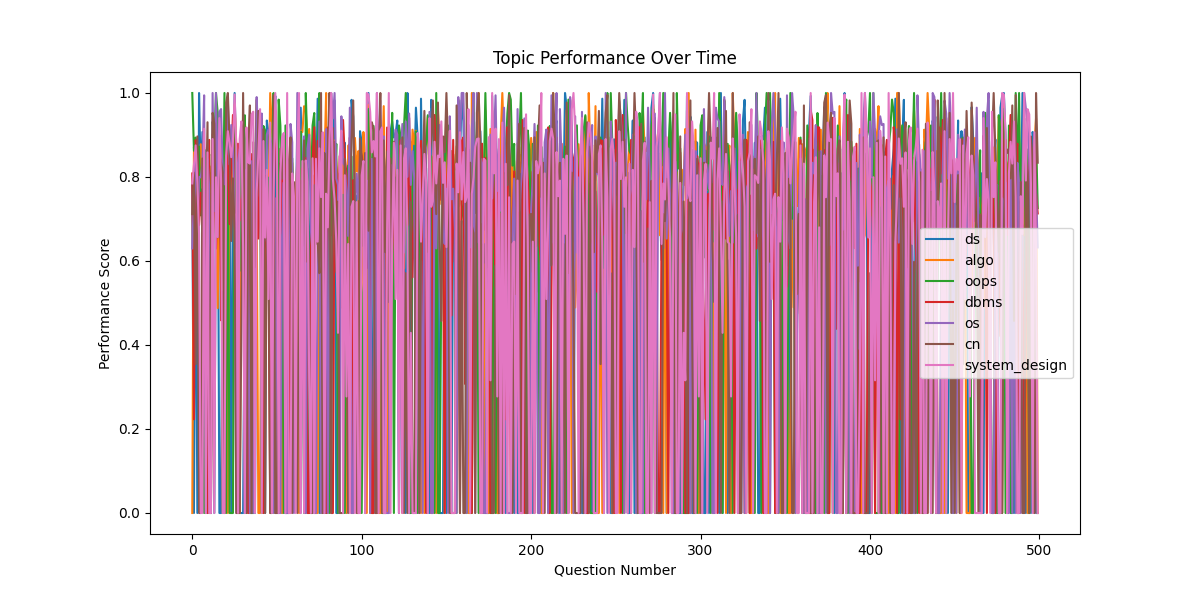 Topic Performance Over Time
Performance Score
1.0
0.8
0.6
0.4
0.2
0.0
ds
algo
oops
dbms
os
cn
system_design
0 100 200 300 400 500
Question Number